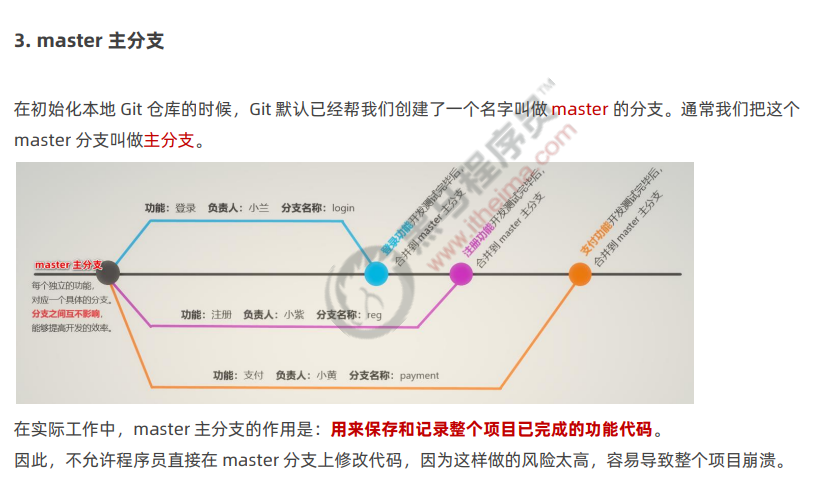 3. master 主分支
在初始化本地 Git 仓库的时候，Git 默认已经帮我们创建了一个名字叫做 master 的分支。通常我们把这个
master 分支叫做主分支。
功能：登录 负责人：小兰 分支名称：login
登录功能开发测试完毕后，
合并到 master 主分支
注册功能开发测试完毕后，
合并到 master 主分支
支付功能开发测试完毕后，
合并到 master 主分支
master 主分支
每个独立的功能，
对应一个具体的分支。
分支之间互不影响，
能够提高开发的效率。
功能：注册 负责人：小紫 分支名称：reg
功能：支付 负责人：小黄 分支名称：payment
在实际工作中，master 主分支的作用是：用来保存和记录整个项目已完成的功能代码。
因此，不允许程序员直接在 master 分支上修改代码，因为这样做的风险太高，容易导致整个项目崩溃。
程序员™
www.itheima.com